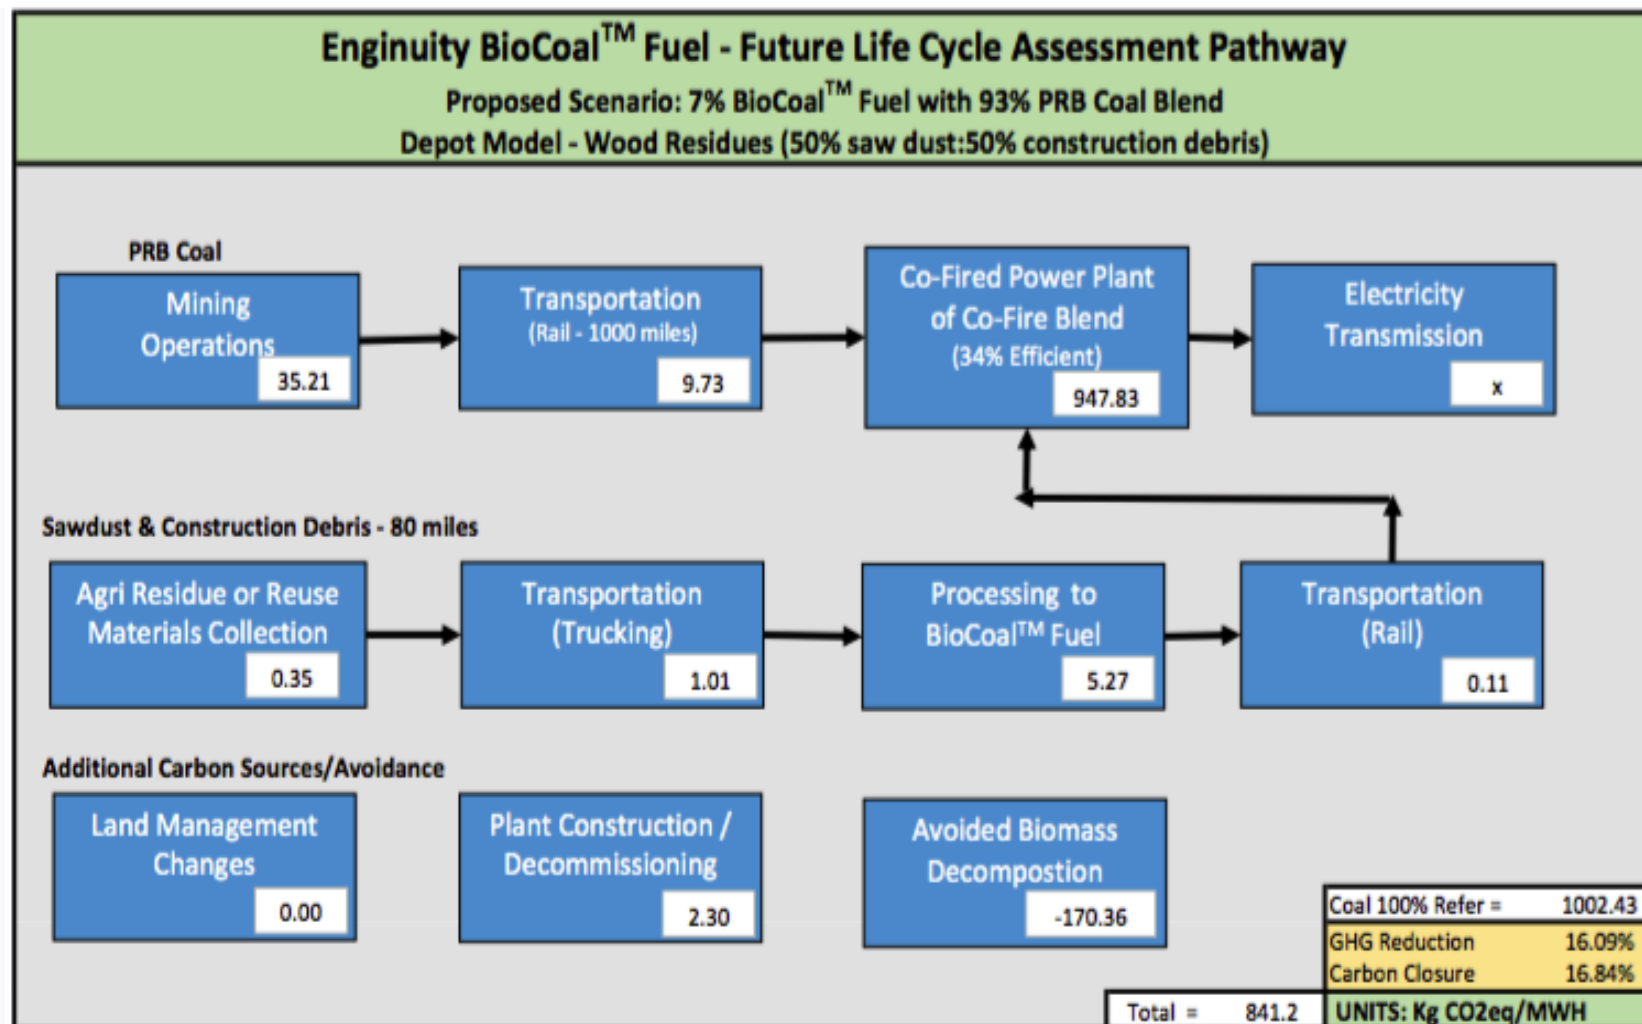 Enginuity BioCoal™ Fuel - Future Life Cycle Assessment Pathway
Proposed Scenario: 7% BioCoal™ Fuel with 93% PRB Coal Blend
Depot Model - Wood Residues (50% saw dust:50% construction debris)
PRB Coal
Mining
Operations
35.21
Transportation
(Rail - 1000 miles)
9.73
Co-Fired Power Plant
of Co-Fire Blend
(34% Efficient)
947.83
Electricity
Transmission
x
Sawdust & Construction Debris - 80 miles
Agri Residue or Reuse
Materials Collection
0.35
Transportation
(Trucking)
1.01
Processing to
BioCoal™ Fuel
5.27
Transportation
(Rail)
0.11
Additional Carbon Sources/Avoidance
Land Management
Changes
0.00
Plant Construction /
Decommissioning
2.30
Avoided Biomass
Decompostion
-170.36
Coal 100% Refer = 1002.43
GHG Reduction 16.09%
Carbon Closure 16.84%
Total = 841.2 UNITS: Kg CO2eq/MWH